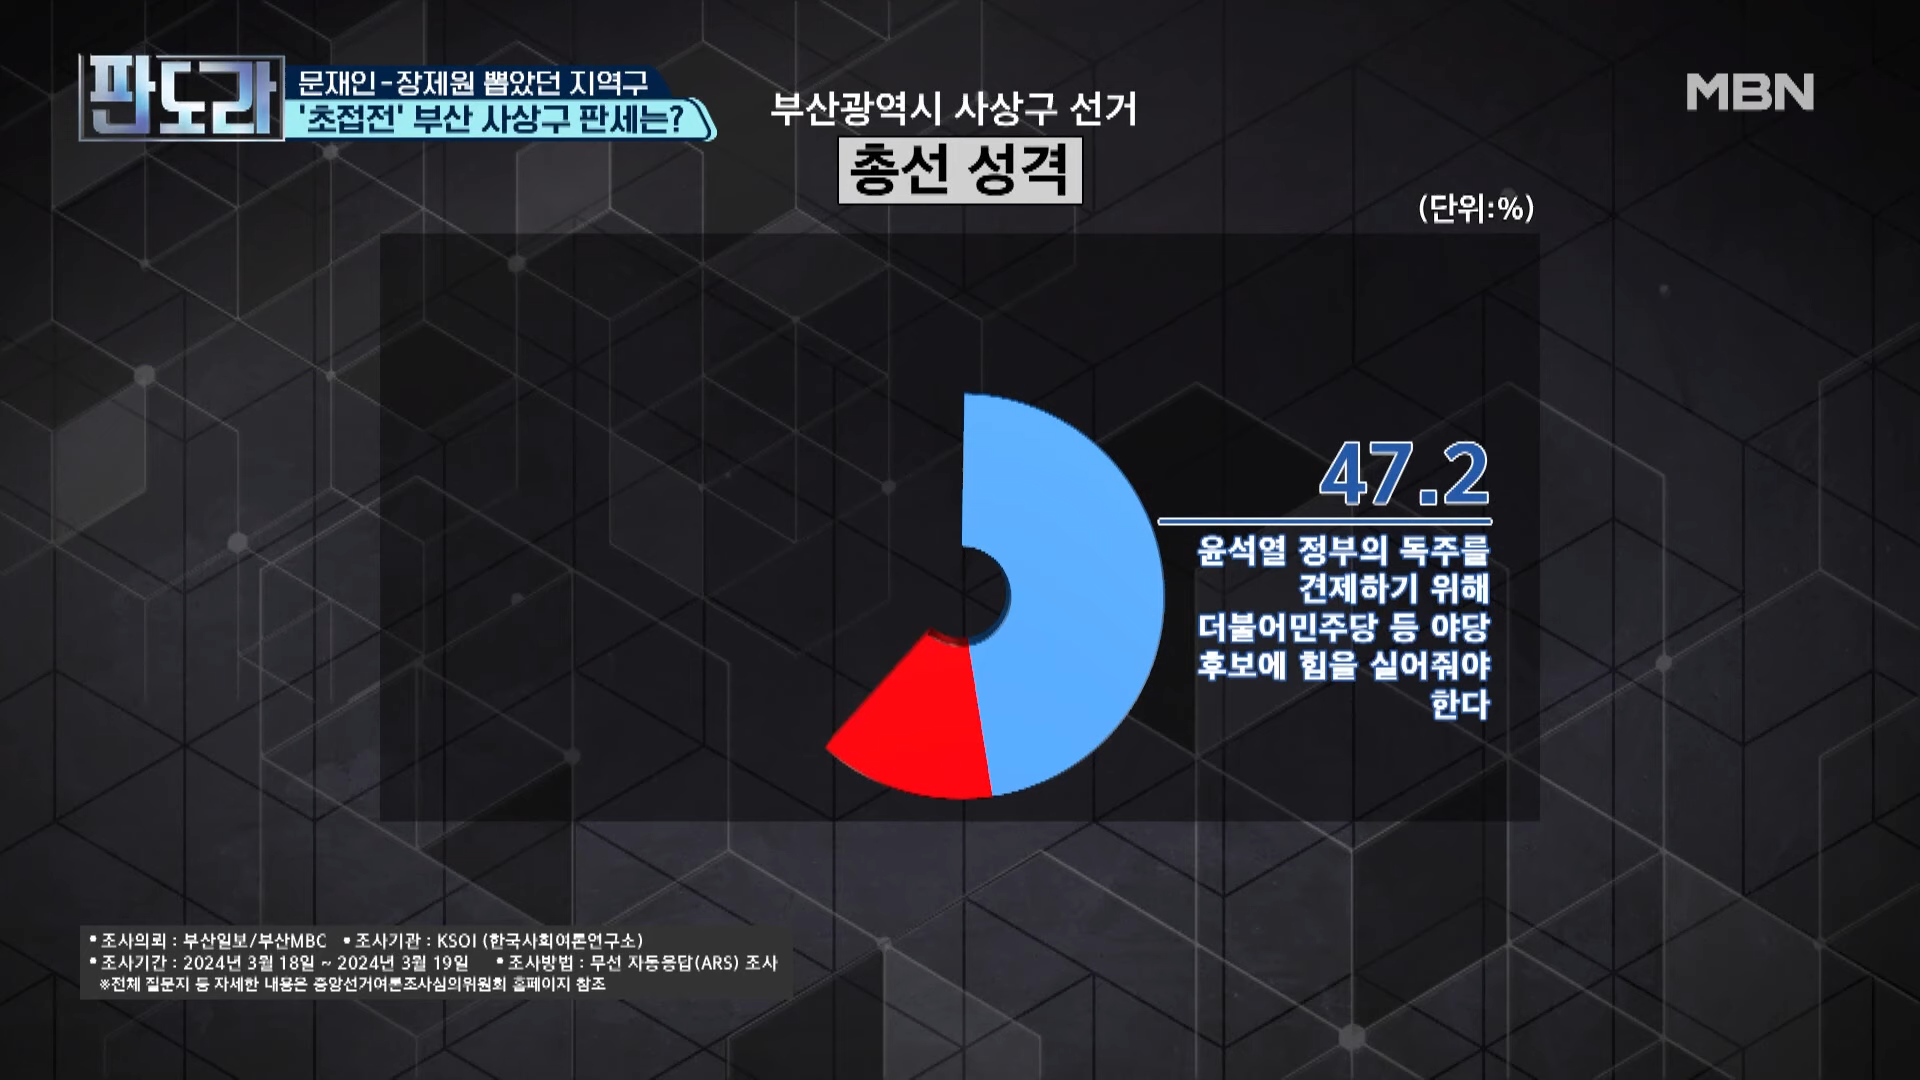 판도라
문재인-장제원 뽑았던 지역구
'초접전' 부산 사상구 판세는?
부산광역시 사상구 선거
총선 성격
MBN
(단위:%)
47.2
윤석열 정부의 독주를
견제하기 위해
더불어민주당 등 야당
후보에 힘을 실어줘야
한다
• 조사의뢰 : 부산일보/부산MBC • 조사기관 : KSOI (한국사회여론연구소)
• 조사기간 : 2024년 3월 18일 ~ 2024년 3월 19일 • 조사방법 : 무선 자동응답(ARS) 조사
※전체 질문지 등 자세한 내용은 중앙선거여론조사심의위원회 홈페이지 참조